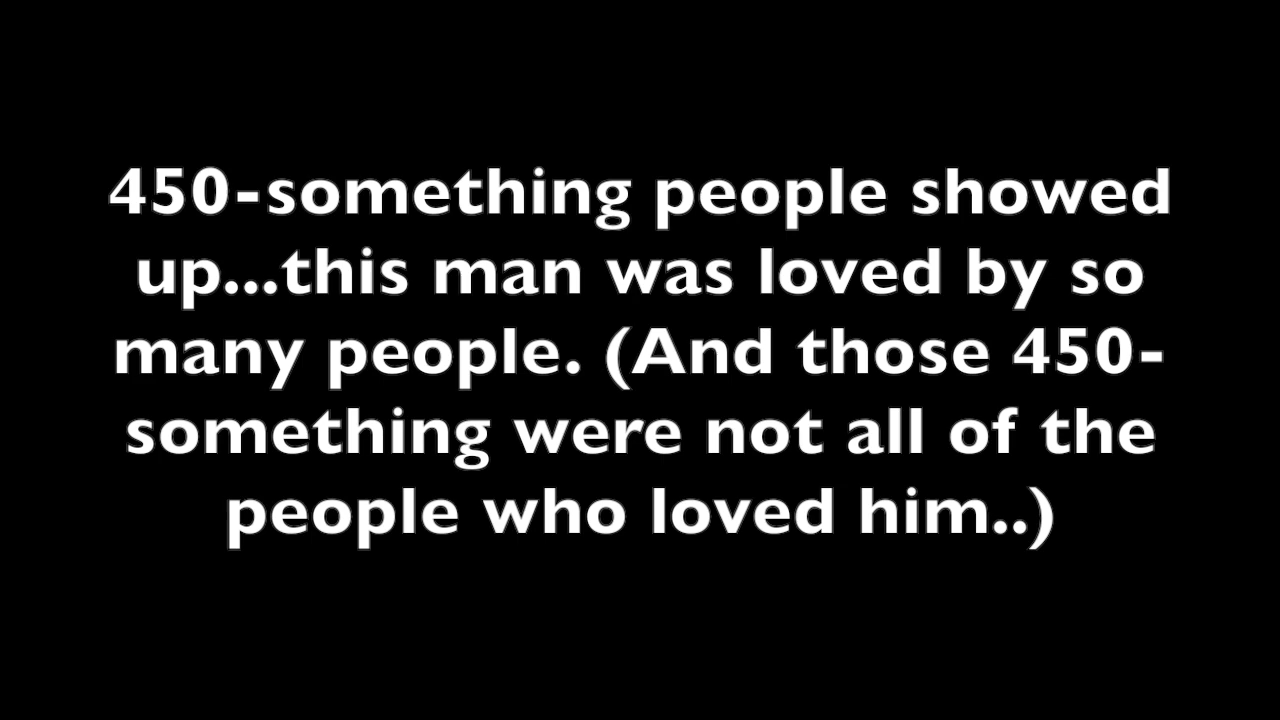 450-something people showed
up...this man was loved by so
many people. (And those 450-
something were not all of the
people who loved him..)